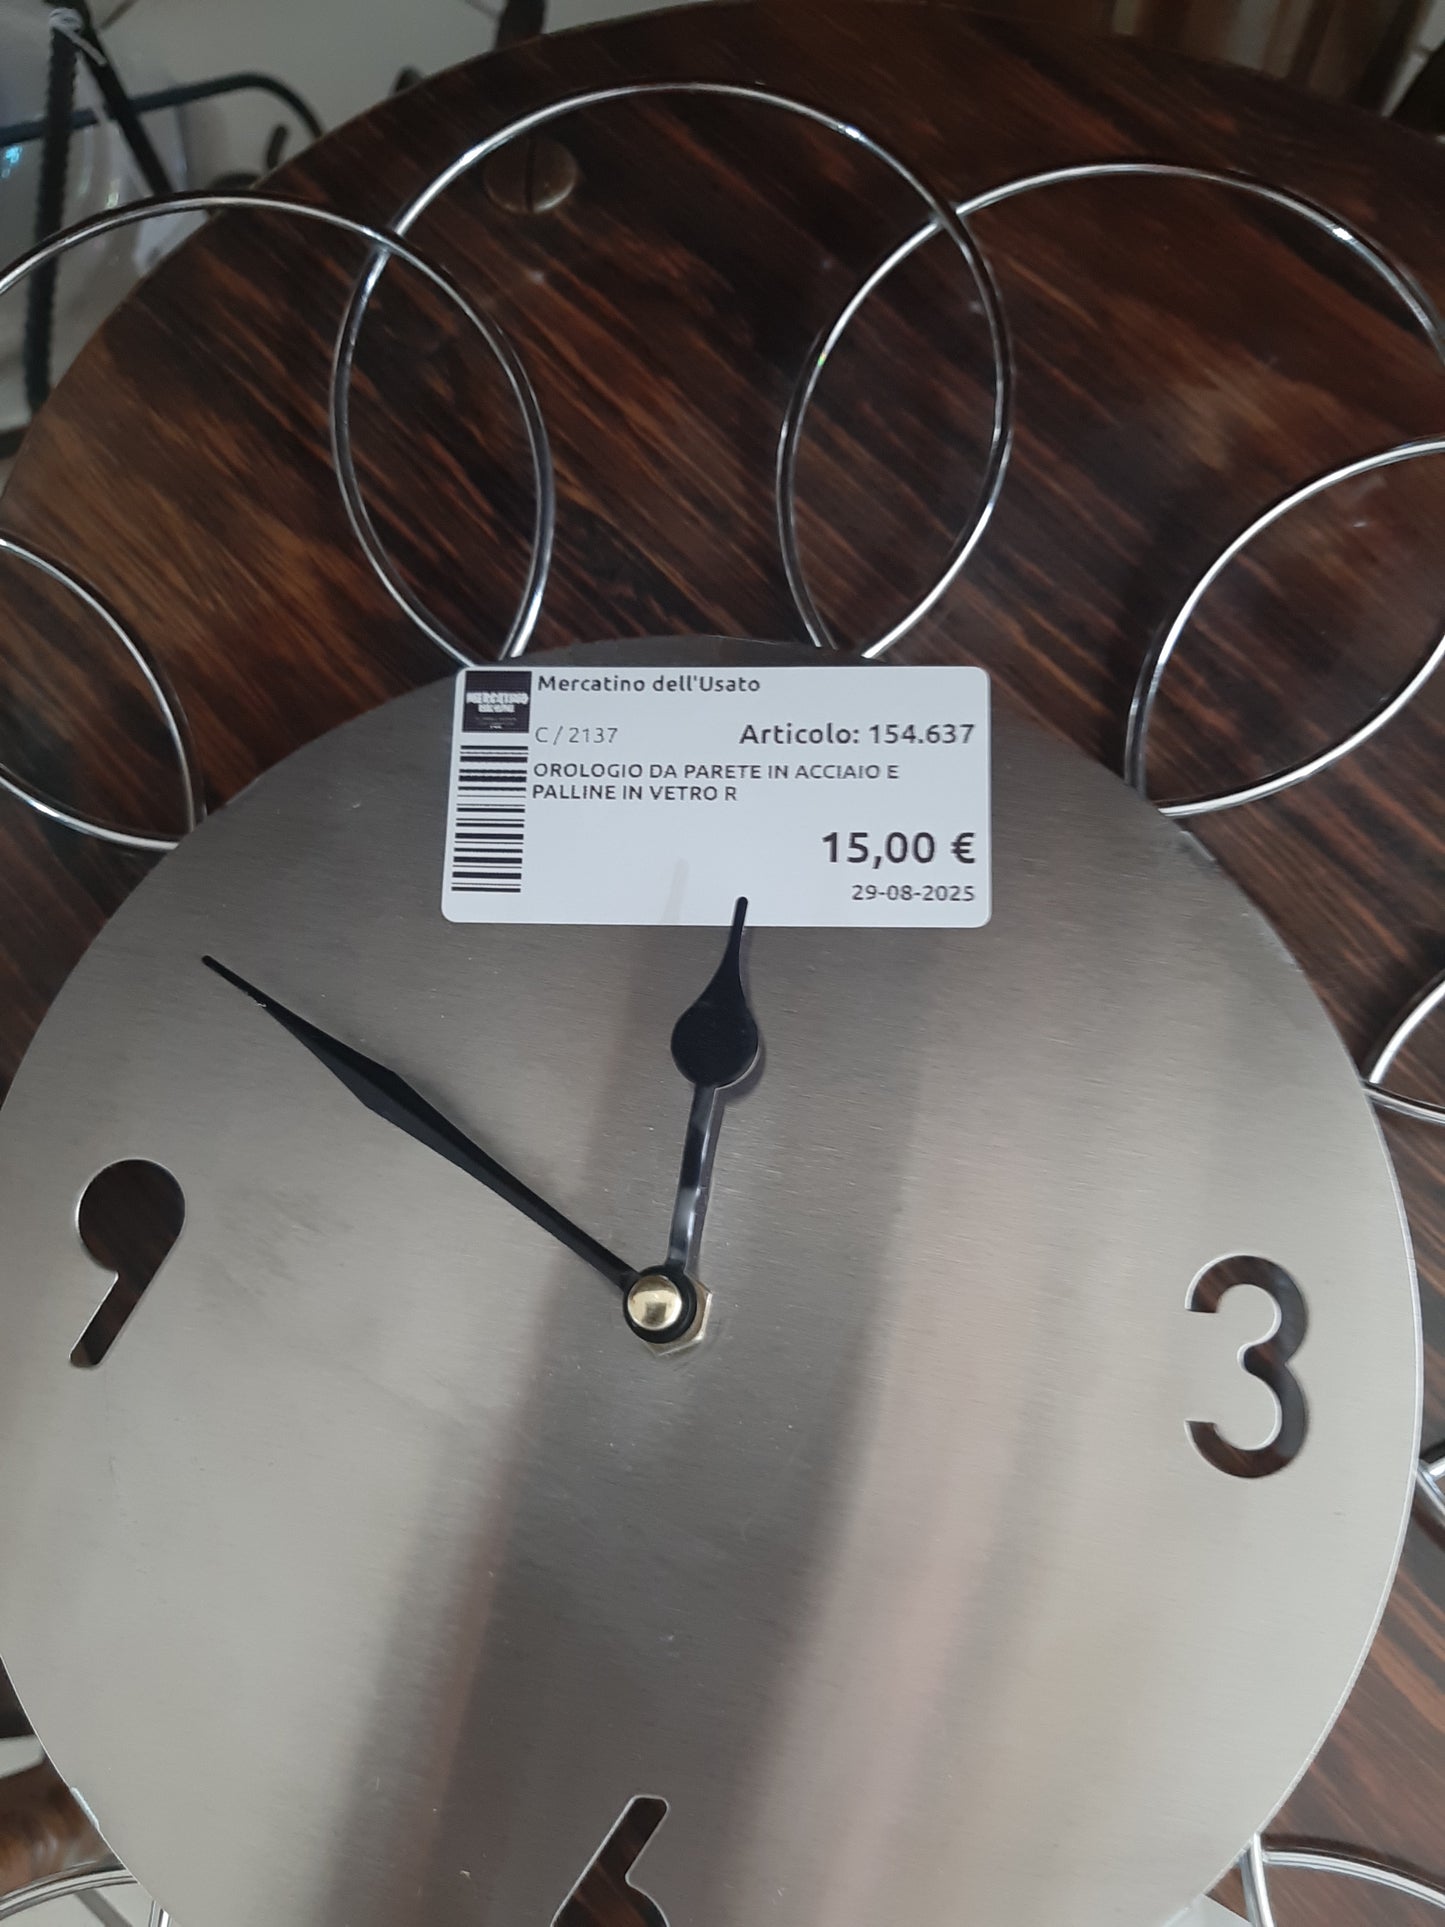 MERCATINO
Mercatino dell'Usato
C / 2137
Articolo: 154.637
OROLOGIO DA PARETE IN ACCIAIO E
PALLINE IN VETRO R
15,00 €
29-08-2025
9
3
6